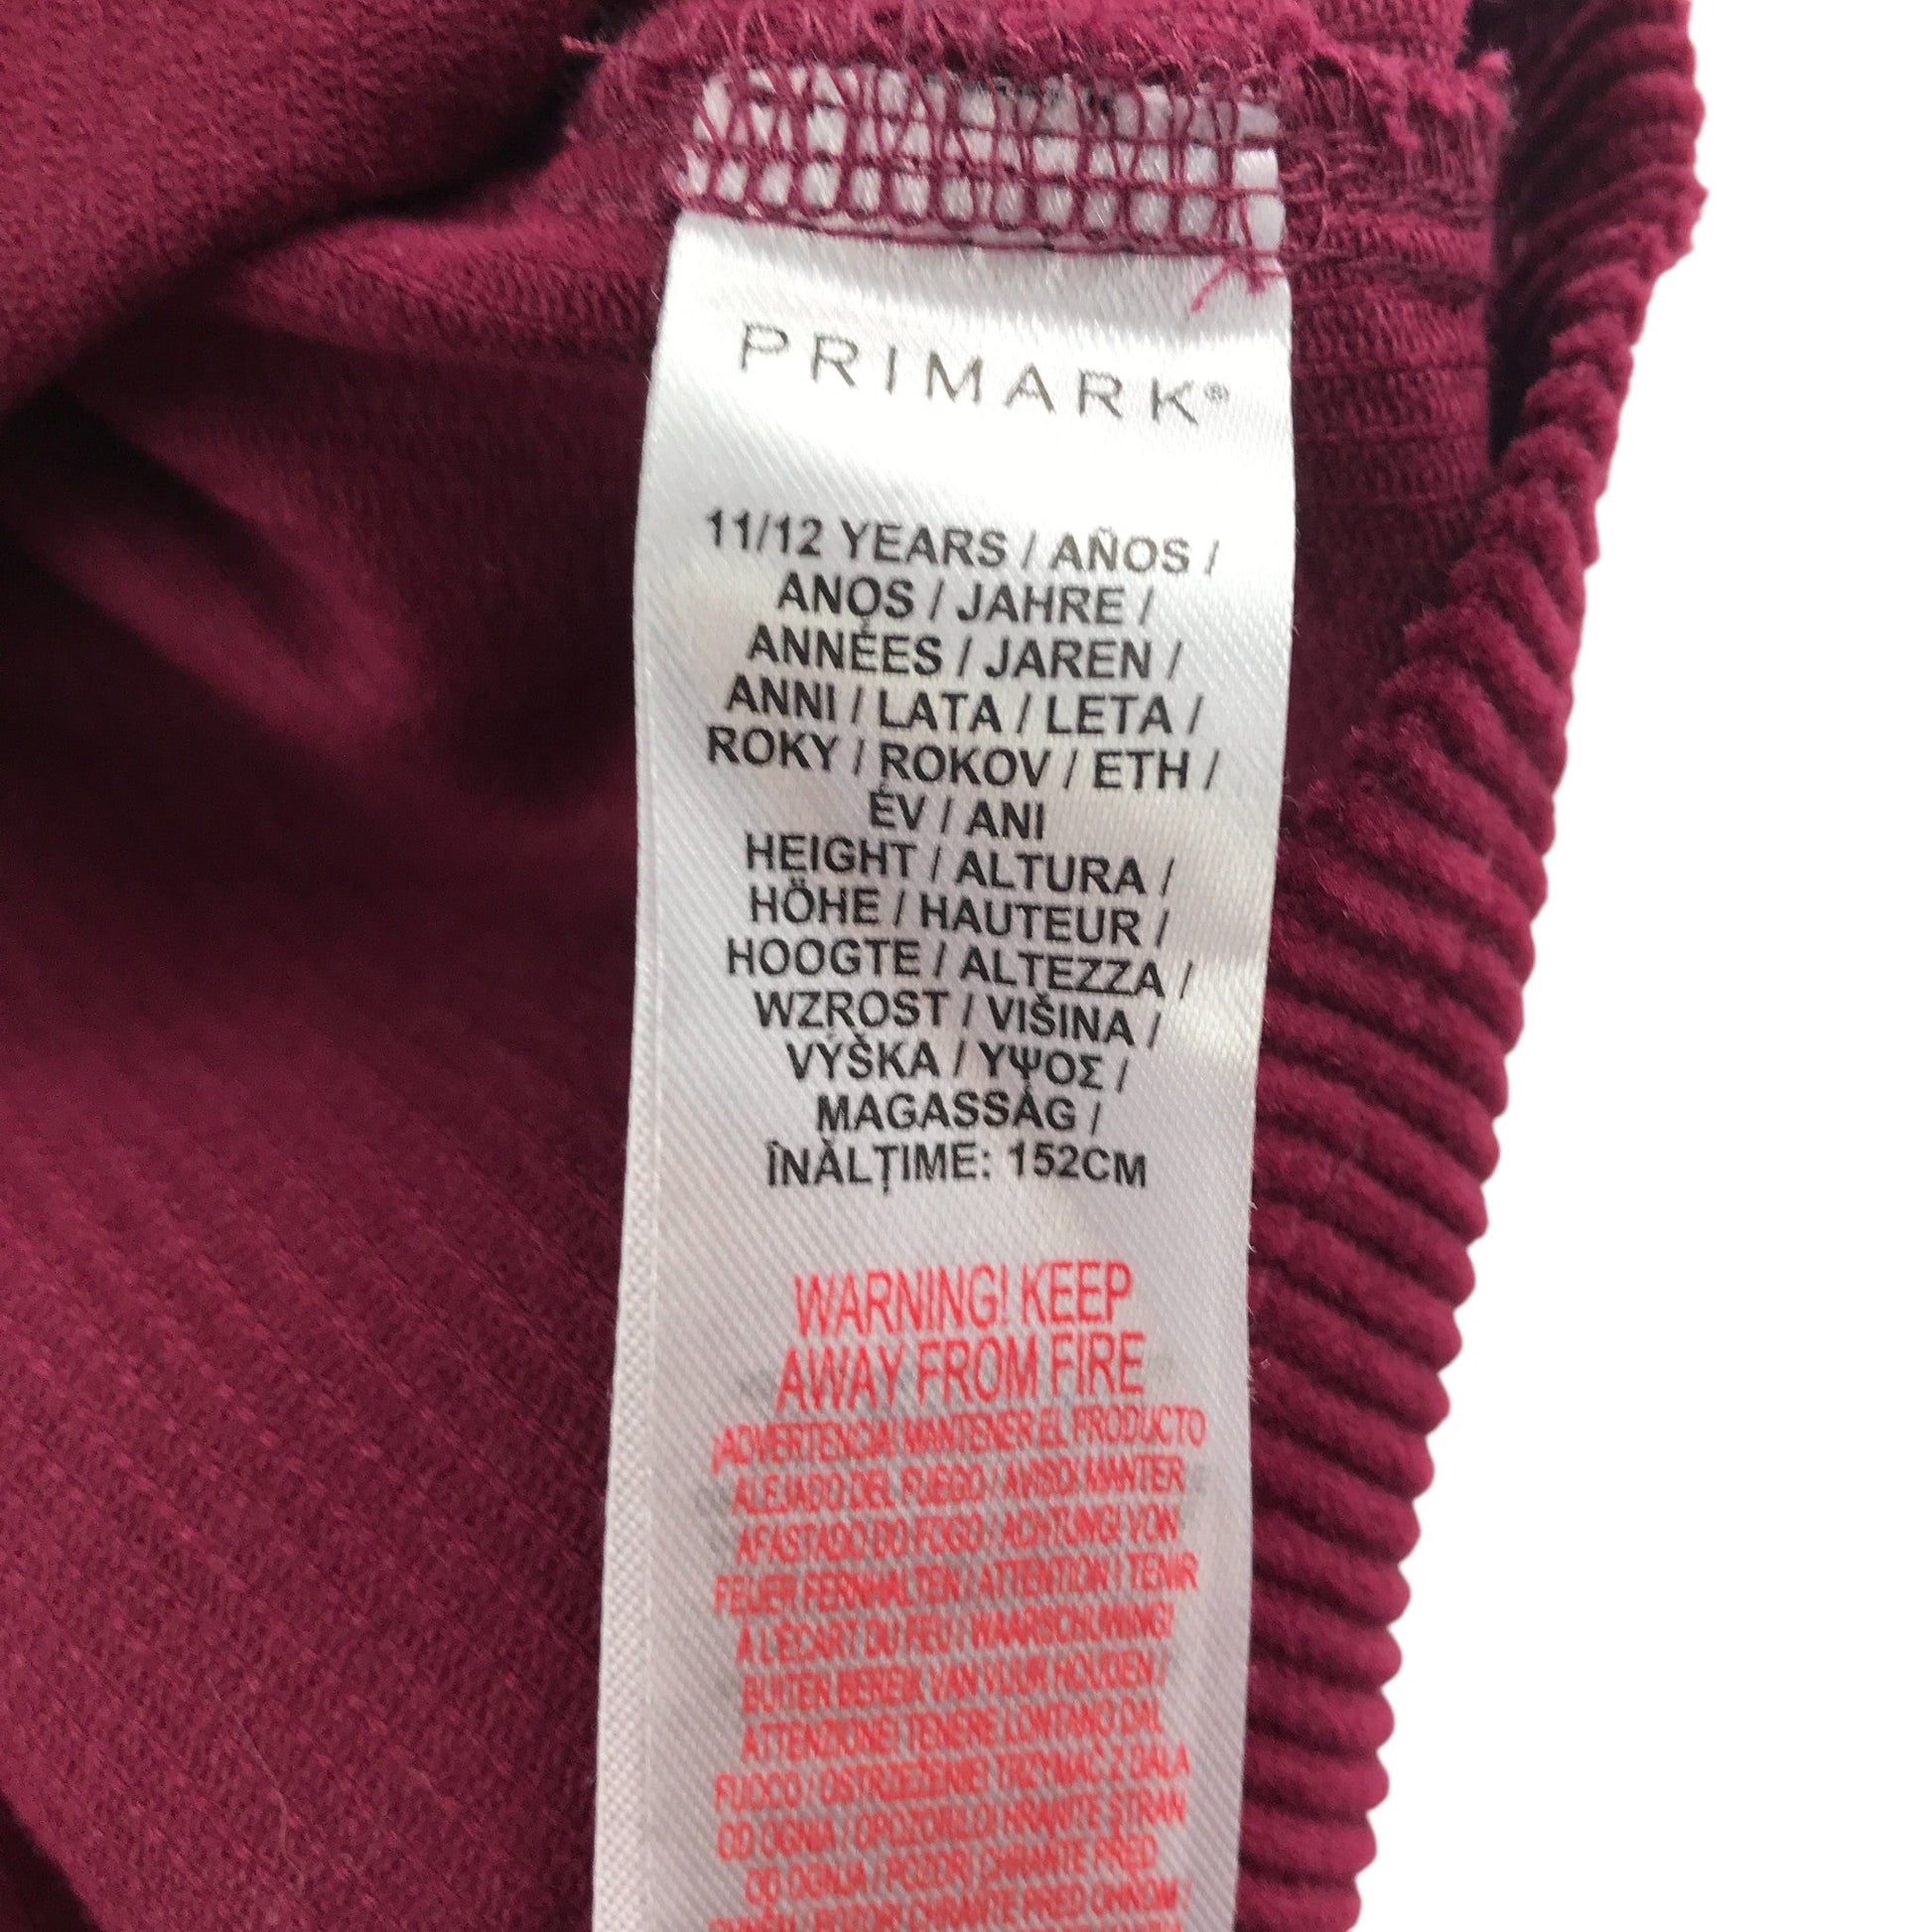 PRIMARK®
11/12 YEARS / AÑOS /
ANOS / JAHRE /
ANNÉES / JAREN /
ANNI / LATA / LETA /
ROKY / ROKOV / ETH /
ÉV / ANI
HEIGHT / ALTURA /
HÖHE / HAUTEUR /
HOOGTE / ALTEZZA /
WZROST / VIŠINA /
VÝŠKA / ΥΨΟΣ /
MAGASSÁG /
ÎNĂLȚIME: 152CM
WARNING! KEEP
AWAY FROM FIRE
¡ADVERTENCIA! MANTENER EL PRODUCTO
ALEJADO DEL FUEGO / AVISO! MANTER
AFASTADO DO FOGO / ACHTUNG! VON
FEUER FERNHALTEN / ATTENTION ! TENIR
À L'ÉCART DU FEU / WAARSCHUWING!
BUITEN BEREIK VAN VUUR HOUDEN /
ATTENZIONE! TENERE LONTANO DAL
FUOCO / OSTRZEŻENIE! TRZYMAĆ Z DALA
OD OGNIA / OPOZORILO! HRANITE STRAN
OD OGNJA / POZOR! CHRAŇTE PŘED
CHRÁŇTE PRED OHŇOM /